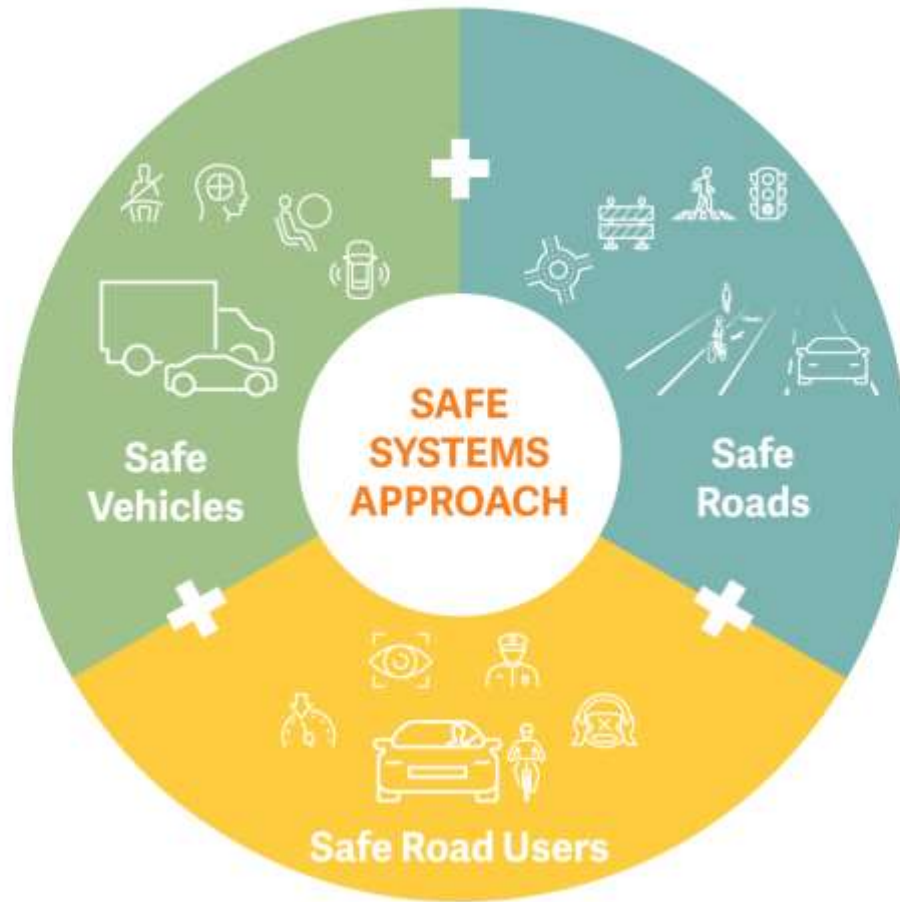 SAFE
SYSTEMS
APPROACH
Safe
Vehicles
Safe
Roads
Safe Road Users